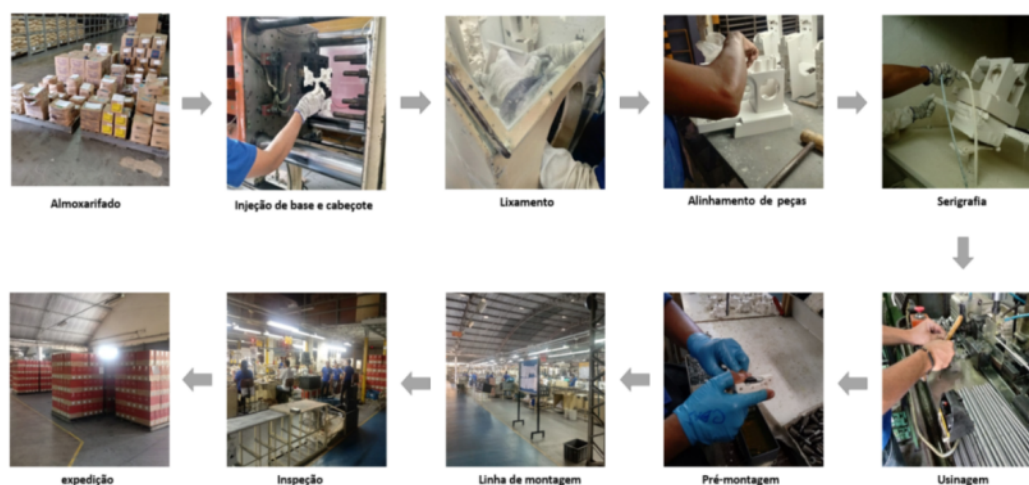 Almoxarifado
Injeção de base e cabeçote
Lixamento
Alinhamento de peças
Serigrafia
Usinagem
Pré-montagem
Linha de montagem
Inspeção
expedição